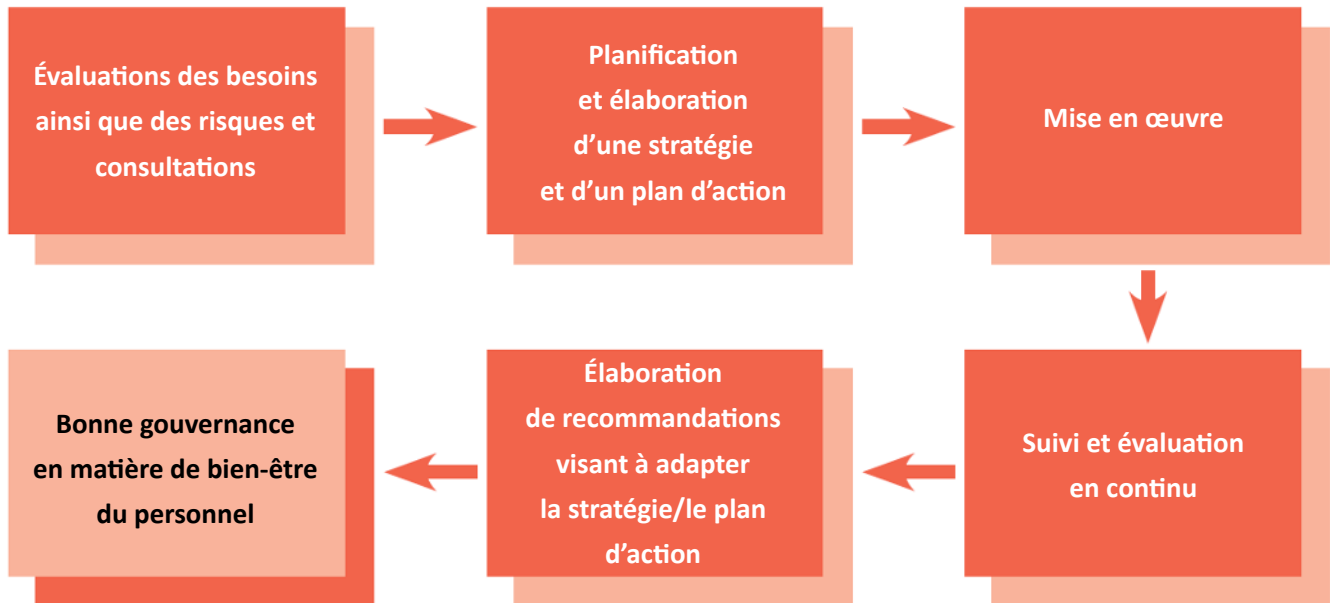 Évaluations des besoins
ainsi que des risques et
consultations
Planification
et élaboration
d’une stratégie
et d’un plan d’action
Mise en œuvre
Suivi et évaluation
en continu
Élaboration
de recommandations
visant à adapter
la stratégie/le plan
d’action
Bonne gouvernance
en matière de bien-être
du personnel